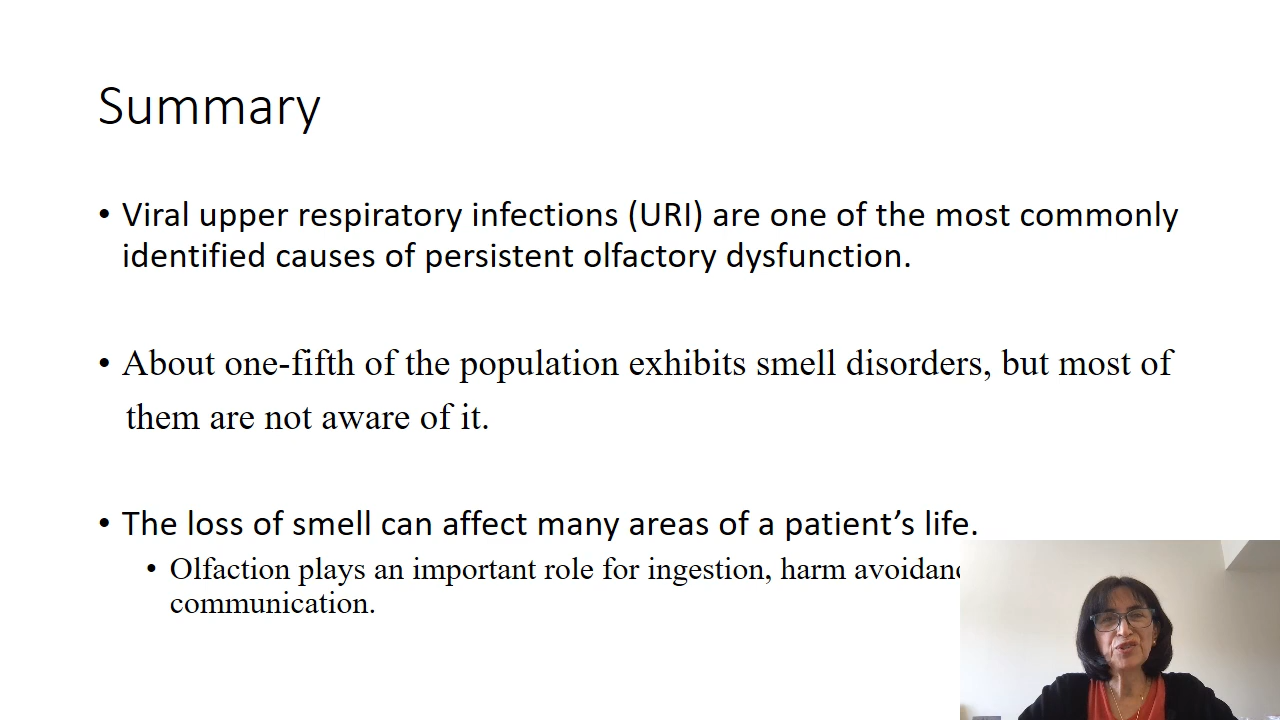 Summary
• Viral upper respiratory infections (URI) are one of the most commonly
identified causes of persistent olfactory dysfunction.
• About one-fifth of the population exhibits smell disorders, but most of
them are not aware of it.
• The loss of smell can affect many areas of a patient’s life.
• Olfaction plays an important role for ingestion, harm
communication.